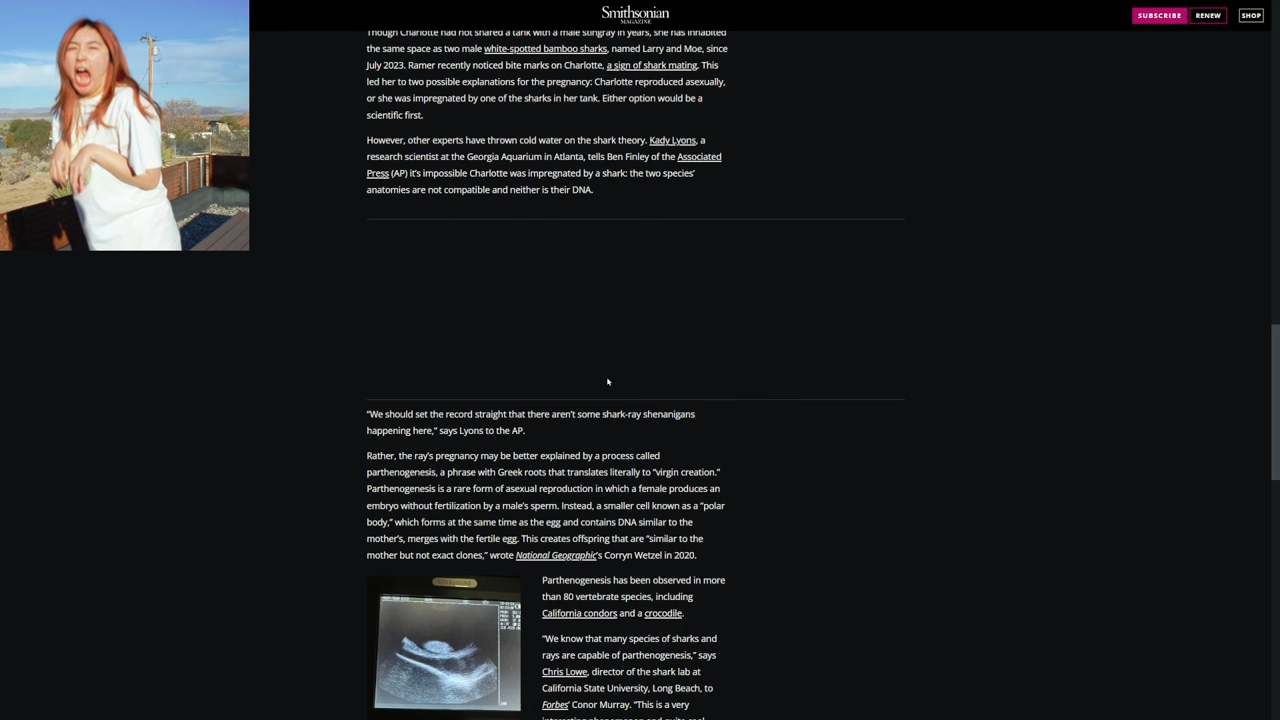 Smithsonian
MAGAZINE
SUBSCRIBE
RENEW
SHOP
Though Charlotte had not shared a tank with a male stingray in years, she has inhabited
the same space as two male white-spotted bamboo sharks, named Larry and Moe, since
July 2023. Ramer recently noticed bite marks on Charlotte, a sign of shark mating. This
led her to two possible explanations for the pregnancy: Charlotte reproduced asexually,
or she was impregnated by one of the sharks in her tank. Either option would be a
scientific first.
However, other experts have thrown cold water on the shark theory. Kady Lyons, a
research scientist at the Georgia Aquarium in Atlanta, tells Ben Finley of the Associated
Press (AP) it's impossible Charlotte was impregnated by a shark: the two species'
anatomies are not compatible and neither is their DNA.
“We should set the record straight that there aren't some shark-ray shenanigans
happening here,” says Lyons to the AP.
Rather, the ray's pregnancy may be better explained by a process called
parthenogenesis, a phrase with Greek roots that translates literally to “virgin creation.”
Parthenogenesis is a rare form of asexual reproduction in which a female produces an
embryo without fertilization by a male's sperm. Instead, a smaller cell known as a “polar
body,” which forms at the same time as the egg and contains DNA similar to the
mother's, merges with the fertile egg. This creates offspring that are “similar to the
mother but not exact clones,” wrote National Geographic's Corryn Wetzel in 2020.
Parthenogenesis has been observed in more
than 80 vertebrate species, including
California condors and a crocodile.
“We know that many species of sharks and
rays are capable of parthenogenesis,” says
Chris Lowe, director of the shark lab at
California State University, Long Beach, to
Forbes' Conor Murray. “This is a very